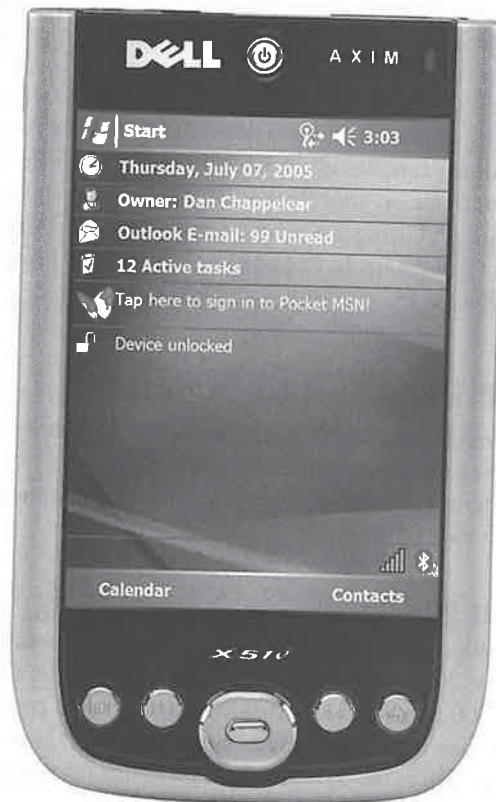 DELL AXIM
Start 3:03
Thursday, July 07, 2005
Owner: Dan Chappelear
Outlook E-mail: 99 Unread
12 Active tasks
Tap here to sign in to Pocket MSN!
Device unlocked
Calendar Contacts
X51v